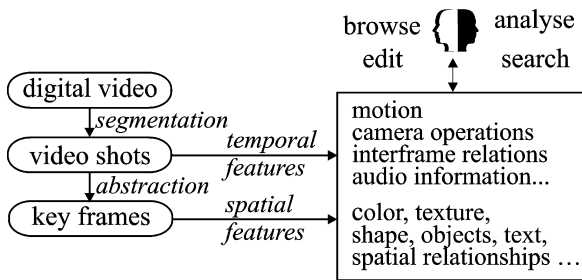 browse
analyse
edit
search
digital video
segmentation
video shots
temporal
features
abstraction
key frames
spatial
features
motion
camera operations
interframe relations
audio information...
color, texture,
shape, objects, text,
spatial relationships ...